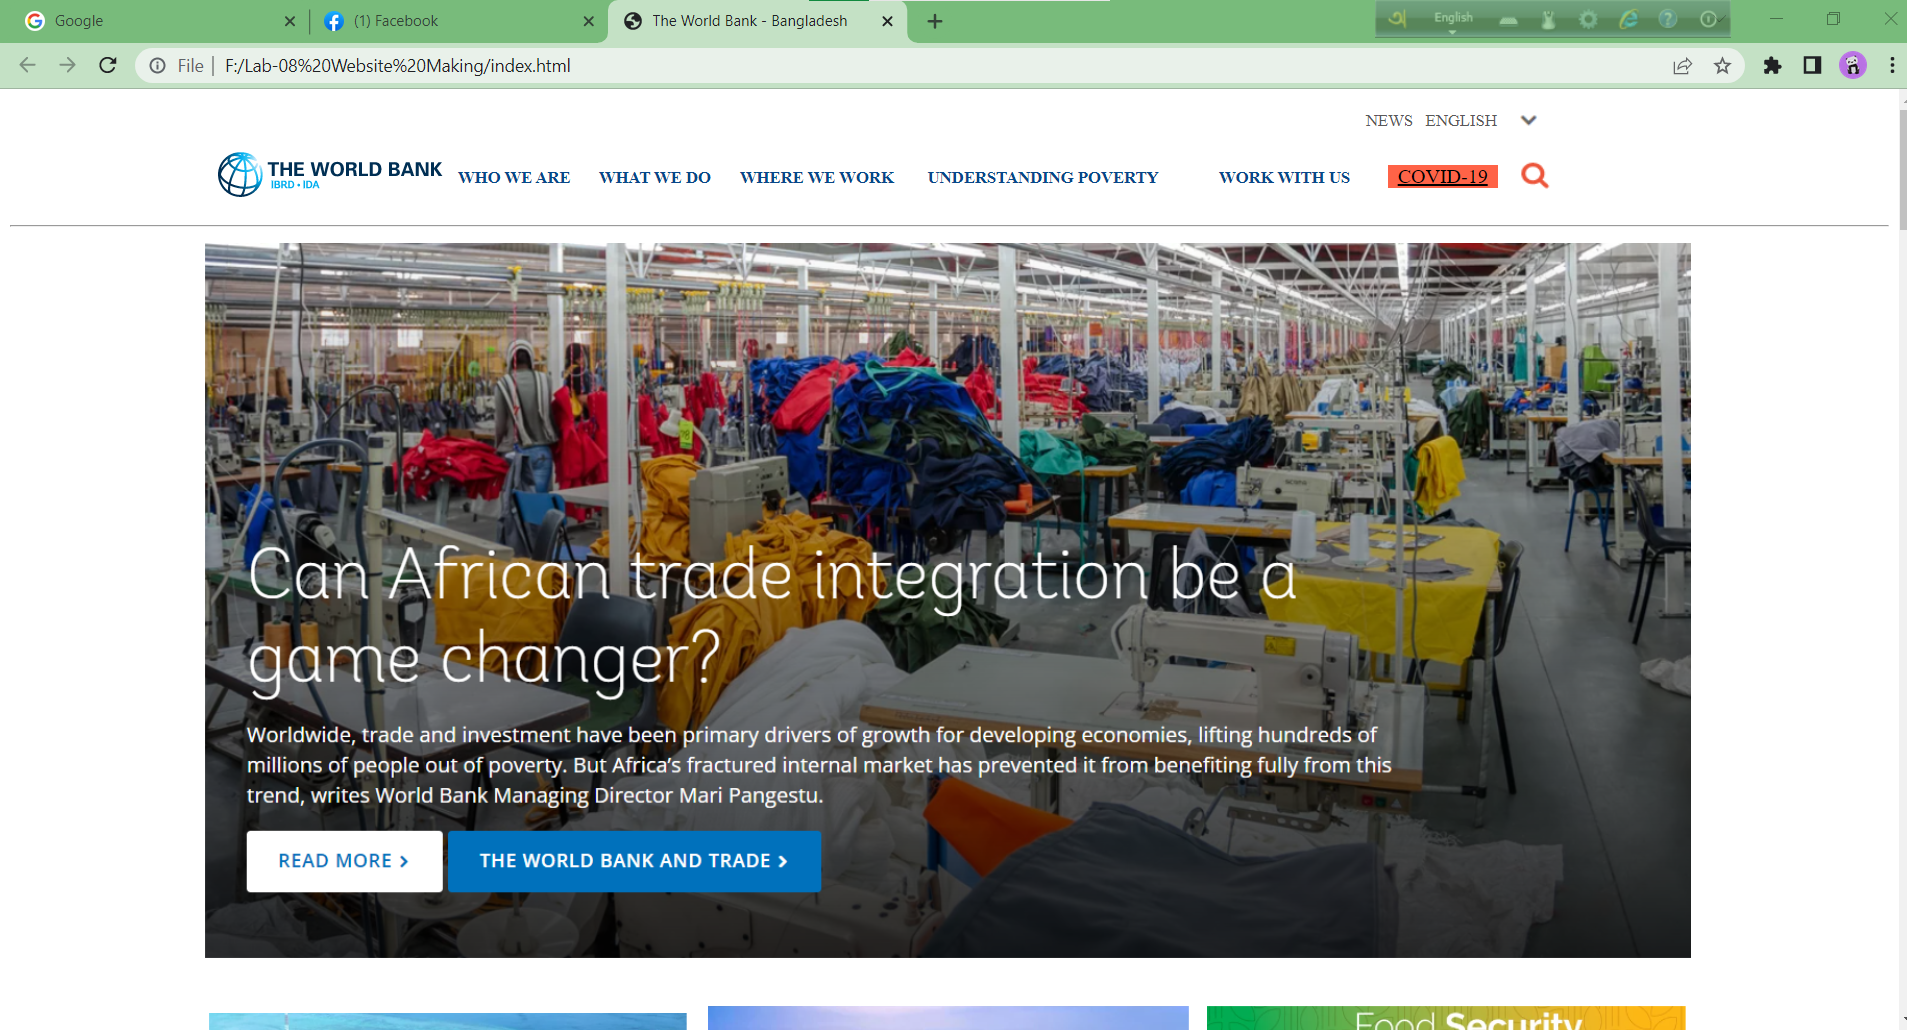 Google
(1) Facebook
The World Bank - Bangladesh
English
File
F:/Lab-08%20Website%20Making/index.html
NEWS ENGLISH
THE WORLD BANK
IBRD • IDA
WHO WE ARE
WHAT WE DO
WHERE WE WORK
UNDERSTANDING POVERTY
WORK WITH US
COVID-19
Can African trade integration be a
game changer?
Worldwide, trade and investment have been primary drivers of growth for developing economies, lifting hundreds of
millions of people out of poverty. But Africa’s fractured internal market has prevented it from benefiting fully from this
trend, writes World Bank Managing Director Mari Pangestu.
READ MORE >
THE WORLD BANK AND TRADE >
Food Security